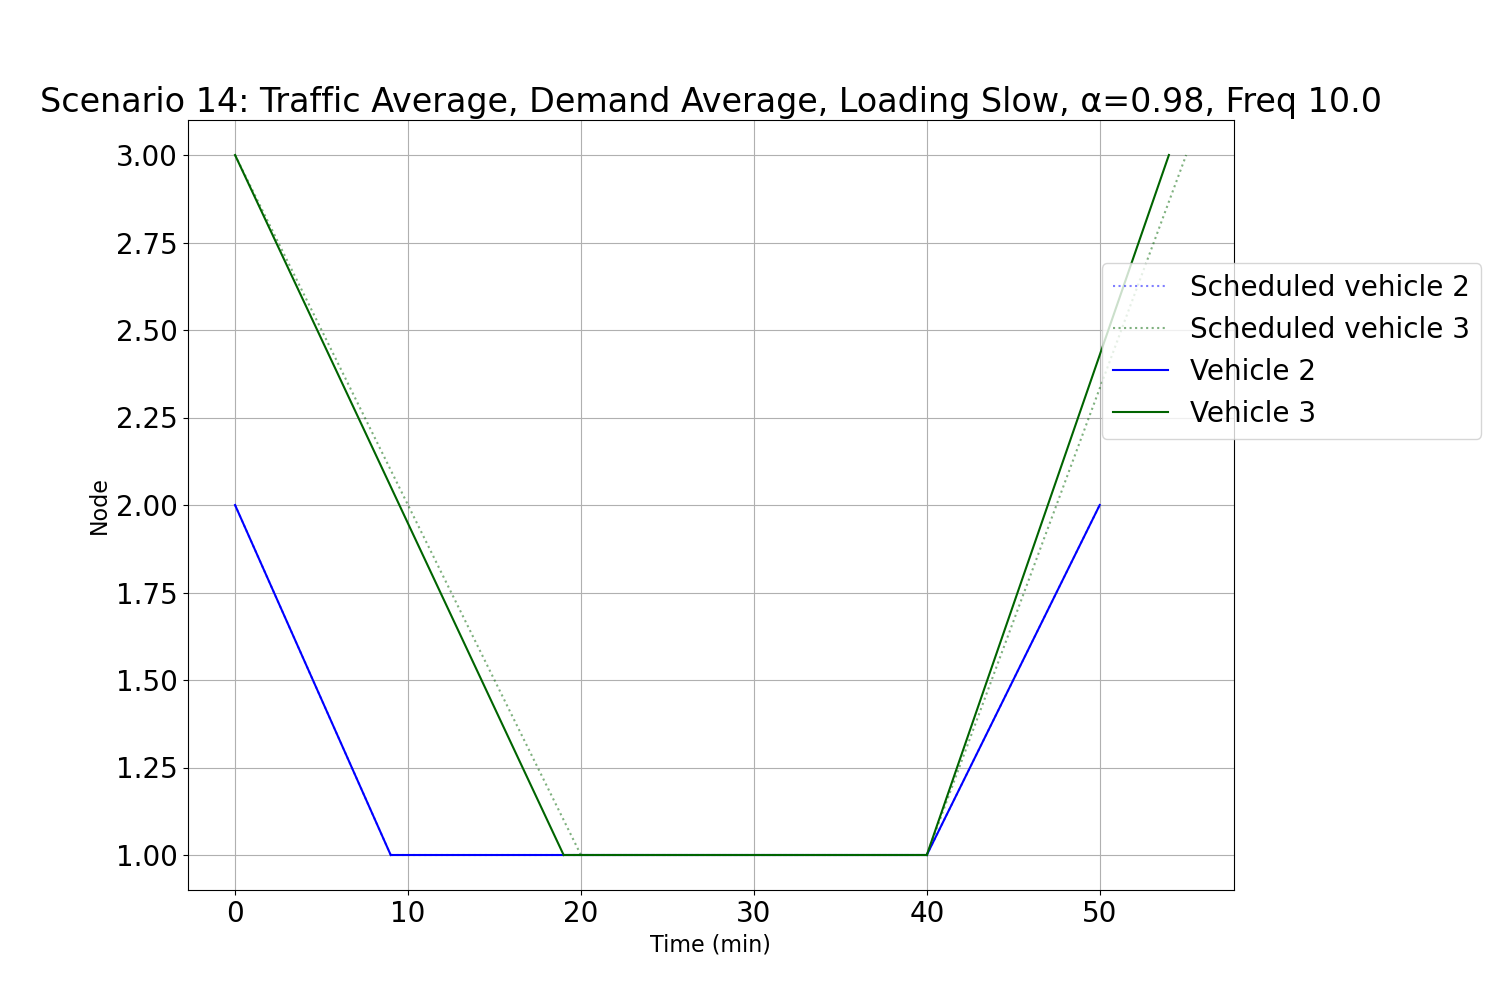 Scenario 14: Traffic Average, Demand Average, Loading Slow, α=0.98, Freq 10.0
3.00
2.75
2.50
2.25
2.00
1.75
1.50
1.25
1.00
Node
Scheduled vehicle 2
Scheduled vehicle 3
Vehicle 2
Vehicle 3
0 10 20 30 40 50
Time (min)